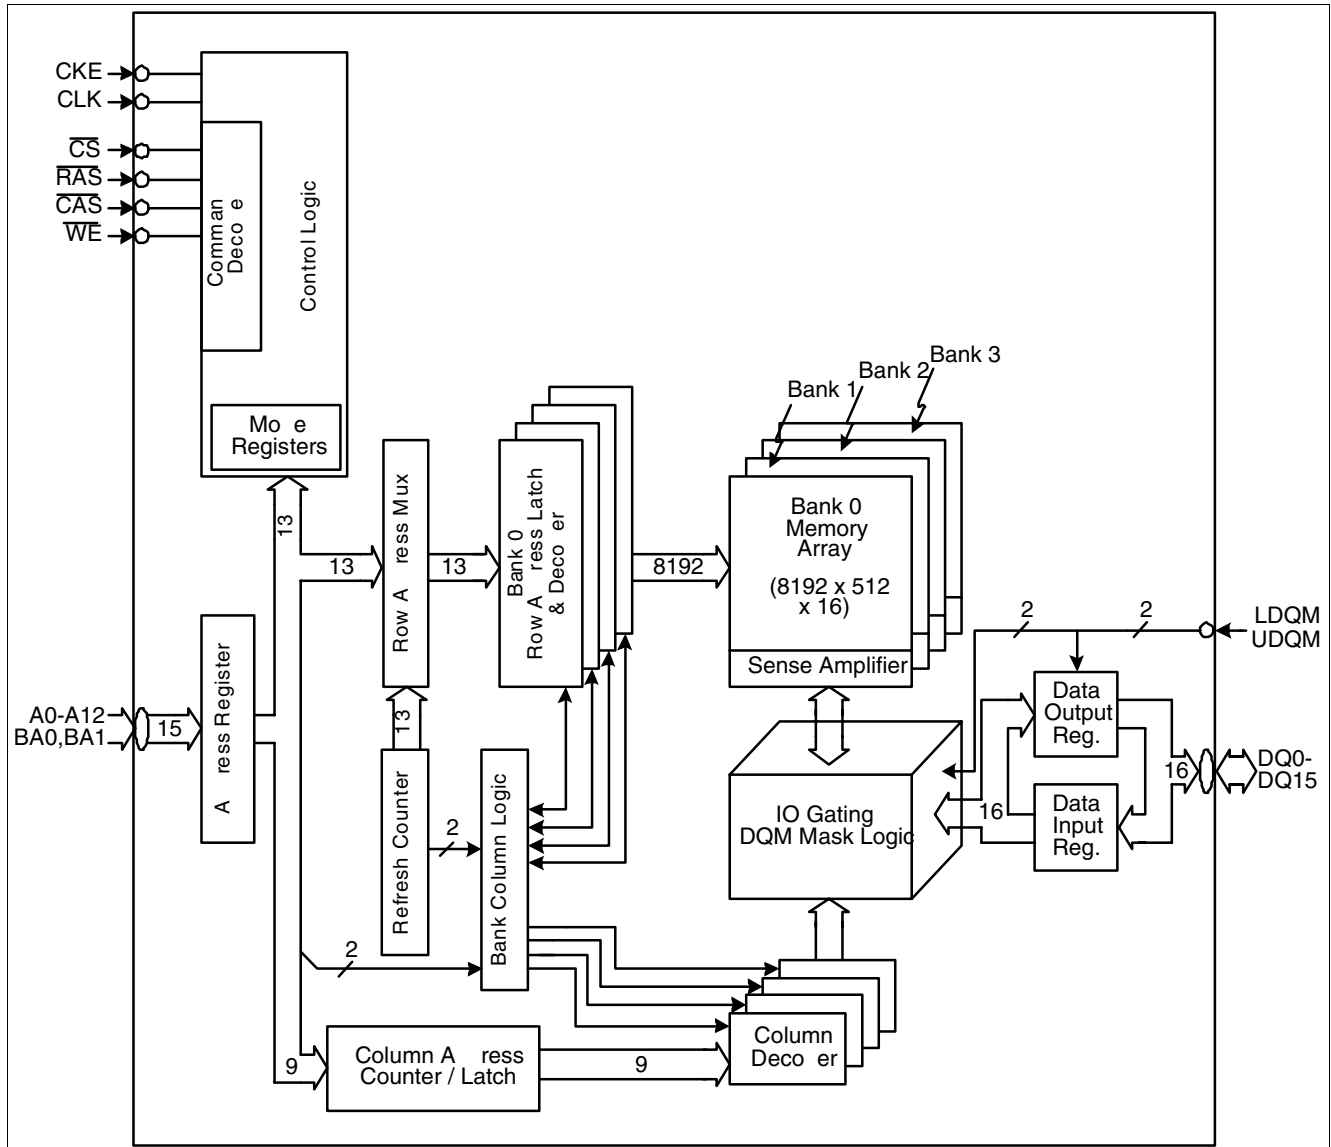 CKE
CLK
CS
RAS
CAS
WE
Comman
Deco e
Control Logic
Mo e
Registers
13
13
Row A ress Mux
13
Bank 0
Row A ress Latch
& Deco er
8192
Bank 1
Bank 2
Bank 3
Bank 0
Memory
Array
(8192 x 512
x 16)
Sense Amplifier
2
2
LDQM
UDQM
A0-A12
BA0,BA1
15
A ress Register
13
Refresh Counter
2
Bank Column Logic
2
IO Gating
DQM Mask Logic
16
Data
Output
Reg.
Data
Input
Reg.
16
DQ0-
DQ15
9
Column A ress
Counter / Latch
9
Column
Deco er